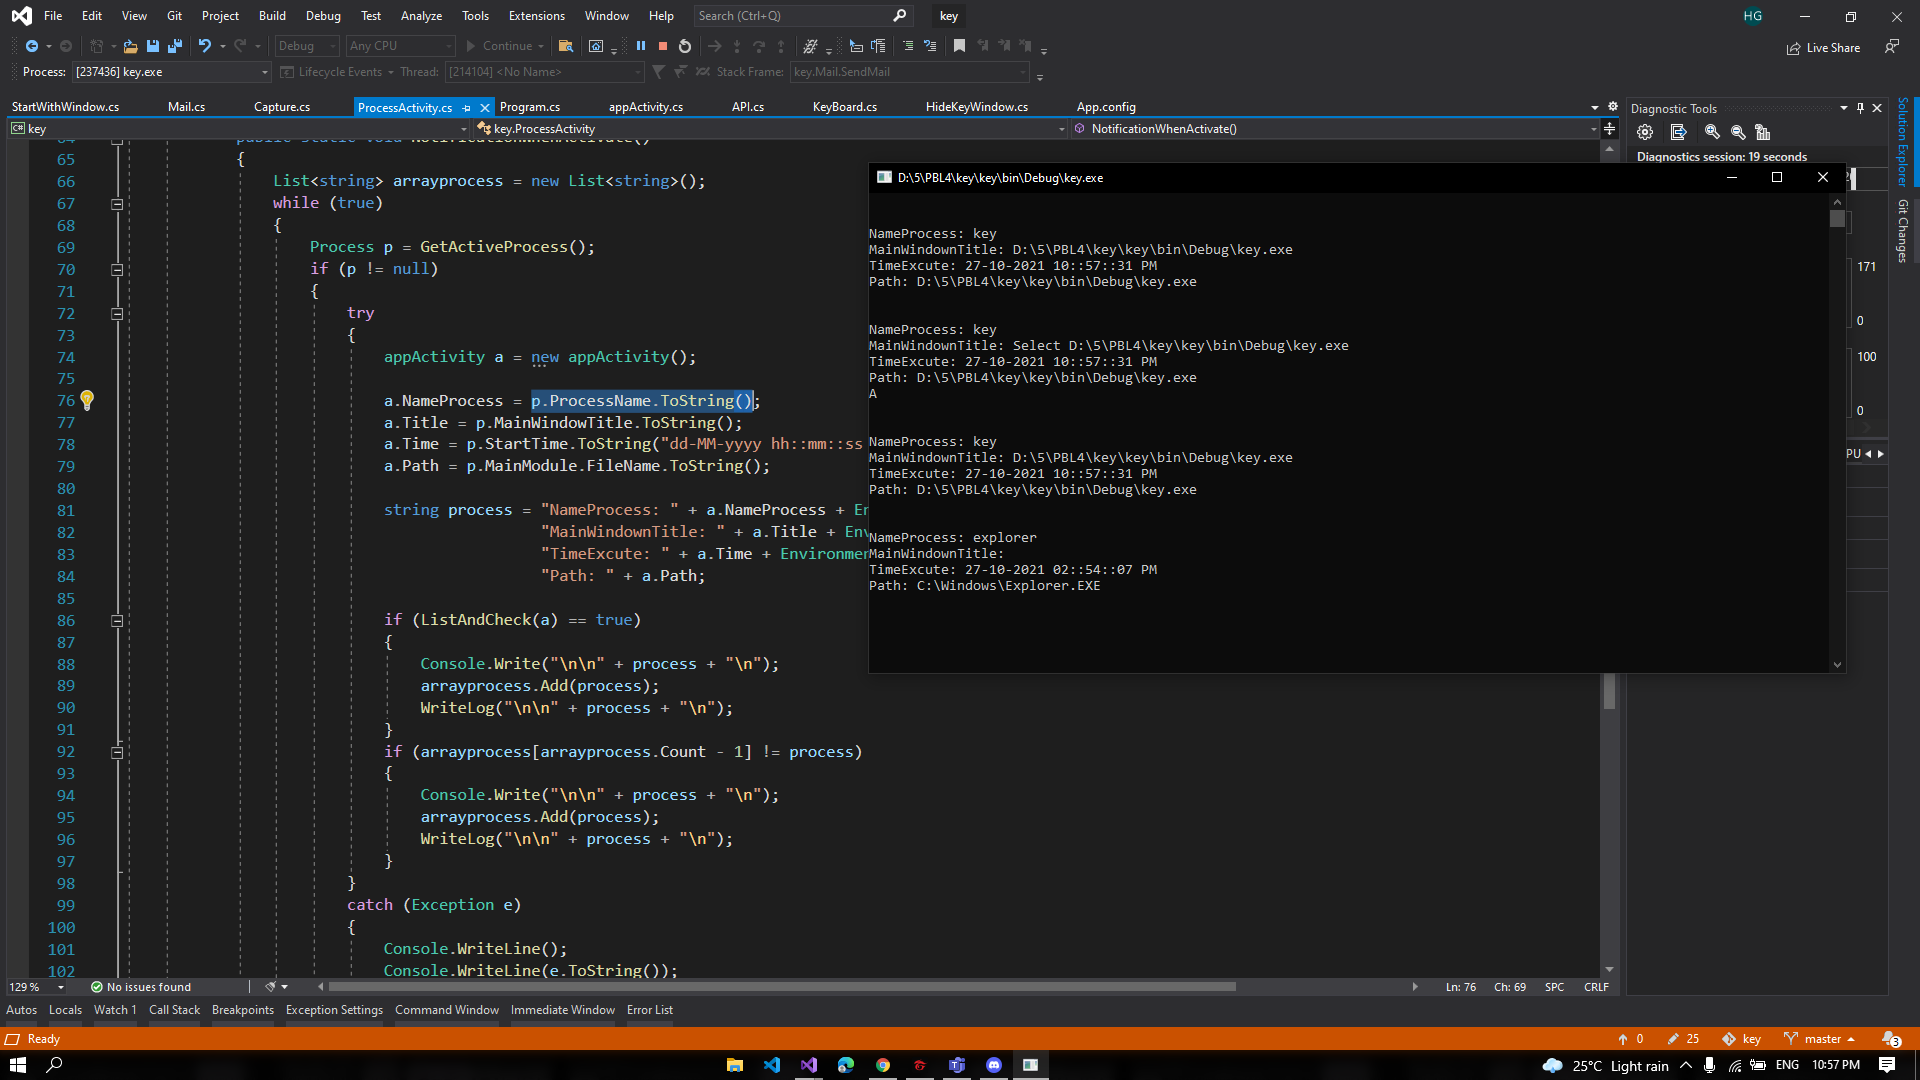 File Edit View Git Project Build Debug Test Analyze Tools Extensions Window Help Search (Ctrl+Q) key HG
Debug Any CPU Continue Live Share
Process: [237436] key.exe Lifecycle Events Thread: [214104] <No Name> Stack Frame: key.Mail.SendMail
StartWithWindow.cs Mail.cs Capture.cs ProcessActivity.cs Program.cs appActivity.cs API.cs KeyBoard.cs HideKeyWindow.cs App.config
C# key key.ProcessActivity NotificationWhenActivate()
64 public static void NotificationWhenActivate()
65 {
66 List<string> arrayprocess = new List<string>();
67 while (true)
68 {
69 Process p = GetActiveProcess();
70 if (p != null)
71 {
72 try
73 {
74 appActivity a = new appActivity();
75
76 a.NameProcess = p.ProcessName.ToString();
77 a.Title = p.MainWindowTitle.ToString();
78 a.Time = p.StartTime.ToString("dd-MM-yyyy hh::mm::ss
79 a.Path = p.MainModule.FileName.ToString();
80
81 string process = "NameProcess: " + a.NameProcess + En
82 "MainWindownTitle: " + a.Title + Env
83 "TimeExcute: " + a.Time + Environme
84 "Path: " + a.Path;
85
86 if (ListAndCheck(a) == true)
87 {
88 Console.Write("\n\n" + process + "\n");
89 arrayprocess.Add(process);
90 WriteLog("\n\n" + process + "\n");
91 }
92 if (arrayprocess[arrayprocess.Count - 1] != process)
93 {
94 Console.Write("\n\n" + process + "\n");
95 arrayprocess.Add(process);
96 WriteLog("\n\n" + process + "\n");
97 }
98 }
99 catch (Exception e)
100 {
101 Console.WriteLine();
102 Console.WriteLine(e.ToString());
D:\5\PBL4\key\key\bin\Debug\key.exe
NameProcess: key
MainWindownTitle: D:\5\PBL4\key\key\bin\Debug\key.exe
TimeExcute: 27-10-2021 10::57::31 PM
Path: D:\5\PBL4\key\key\bin\Debug\key.exe
NameProcess: key
MainWindownTitle: Select D:\5\PBL4\key\key\bin\Debug\key.exe
TimeExcute: 27-10-2021 10::57::31 PM
Path: D:\5\PBL4\key\key\bin\Debug\key.exe
A
NameProcess: key
MainWindownTitle: D:\5\PBL4\key\key\bin\Debug\key.exe
TimeExcute: 27-10-2021 10::57::31 PM
Path: D:\5\PBL4\key\key\bin\Debug\key.exe
NameProcess: explorer
MainWindownTitle:
TimeExcute: 27-10-2021 02::54::07 PM
Path: C:\Windows\Explorer.EXE
Diagnostic Tools
Diagnostics session: 19 seconds
171
0
100
0
PU
Solution Explorer
Git Changes
129 % No issues found Ln: 76 Ch: 69 SPC CRLF
Autos Locals Watch 1 Call Stack Breakpoints Exception Settings Command Window Immediate Window Error List
Ready 0 25 key master 3
25°C Light rain ENG 10:57 PM